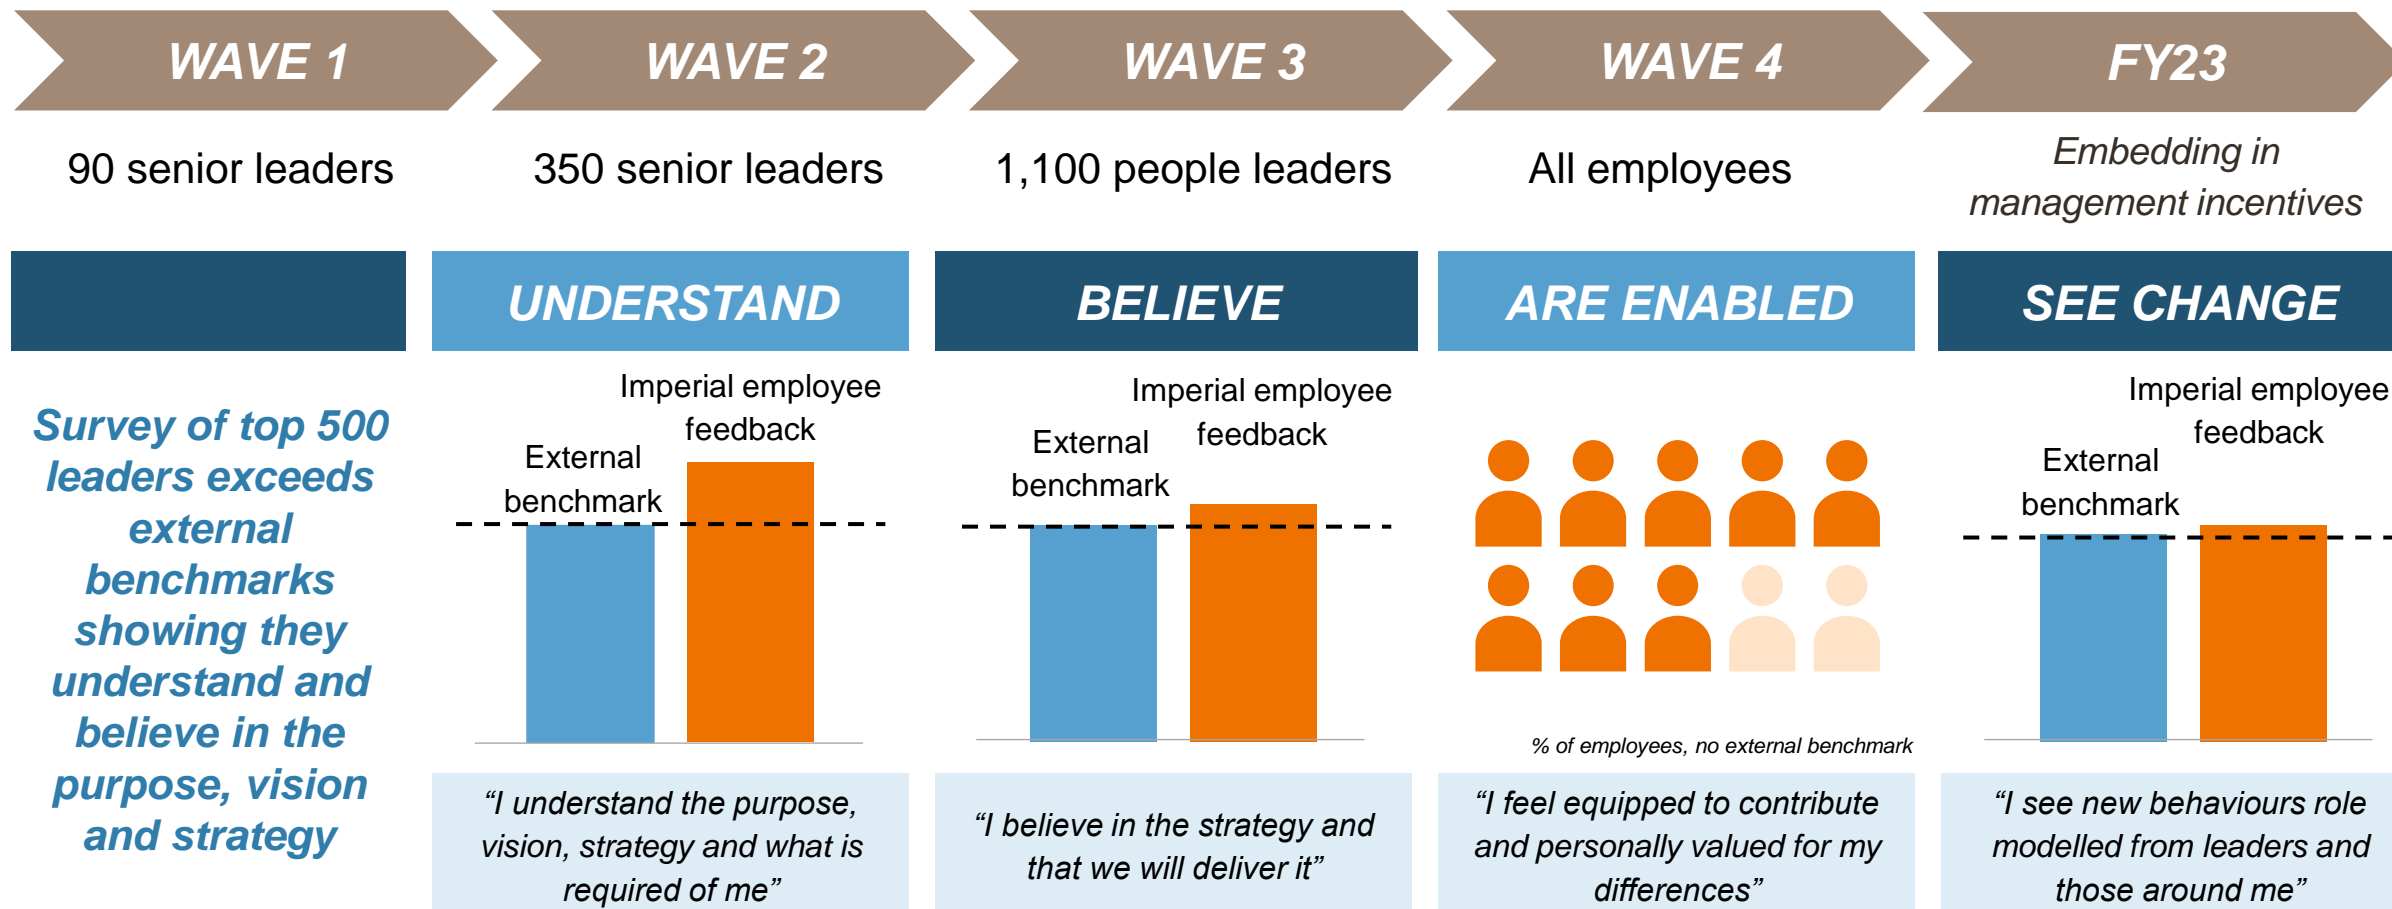 WAVE 1
WAVE 2
WAVE 3
WAVE 4
FY23
90 senior leaders
350 senior leaders
1,100 people leaders
All employees
Embedding in
management incentives
UNDERSTAND
BELIEVE
ARE ENABLED
SEE CHANGE
Survey of top 500
leaders exceeds
external
benchmarks
showing they
understand and
believe in the
purpose, vision
and strategy
External
benchmark
Imperial employee
feedback
“I understand the purpose,
vision, strategy and what is
required of me”
External
benchmark
Imperial employee
feedback
“I believe in the strategy and
that we will deliver it”
% of employees, no external benchmark
“I feel equipped to contribute
and personally valued for my
differences”
External
benchmark
Imperial employee
feedback
“I see new behaviours role
modelled from leaders and
those around me”